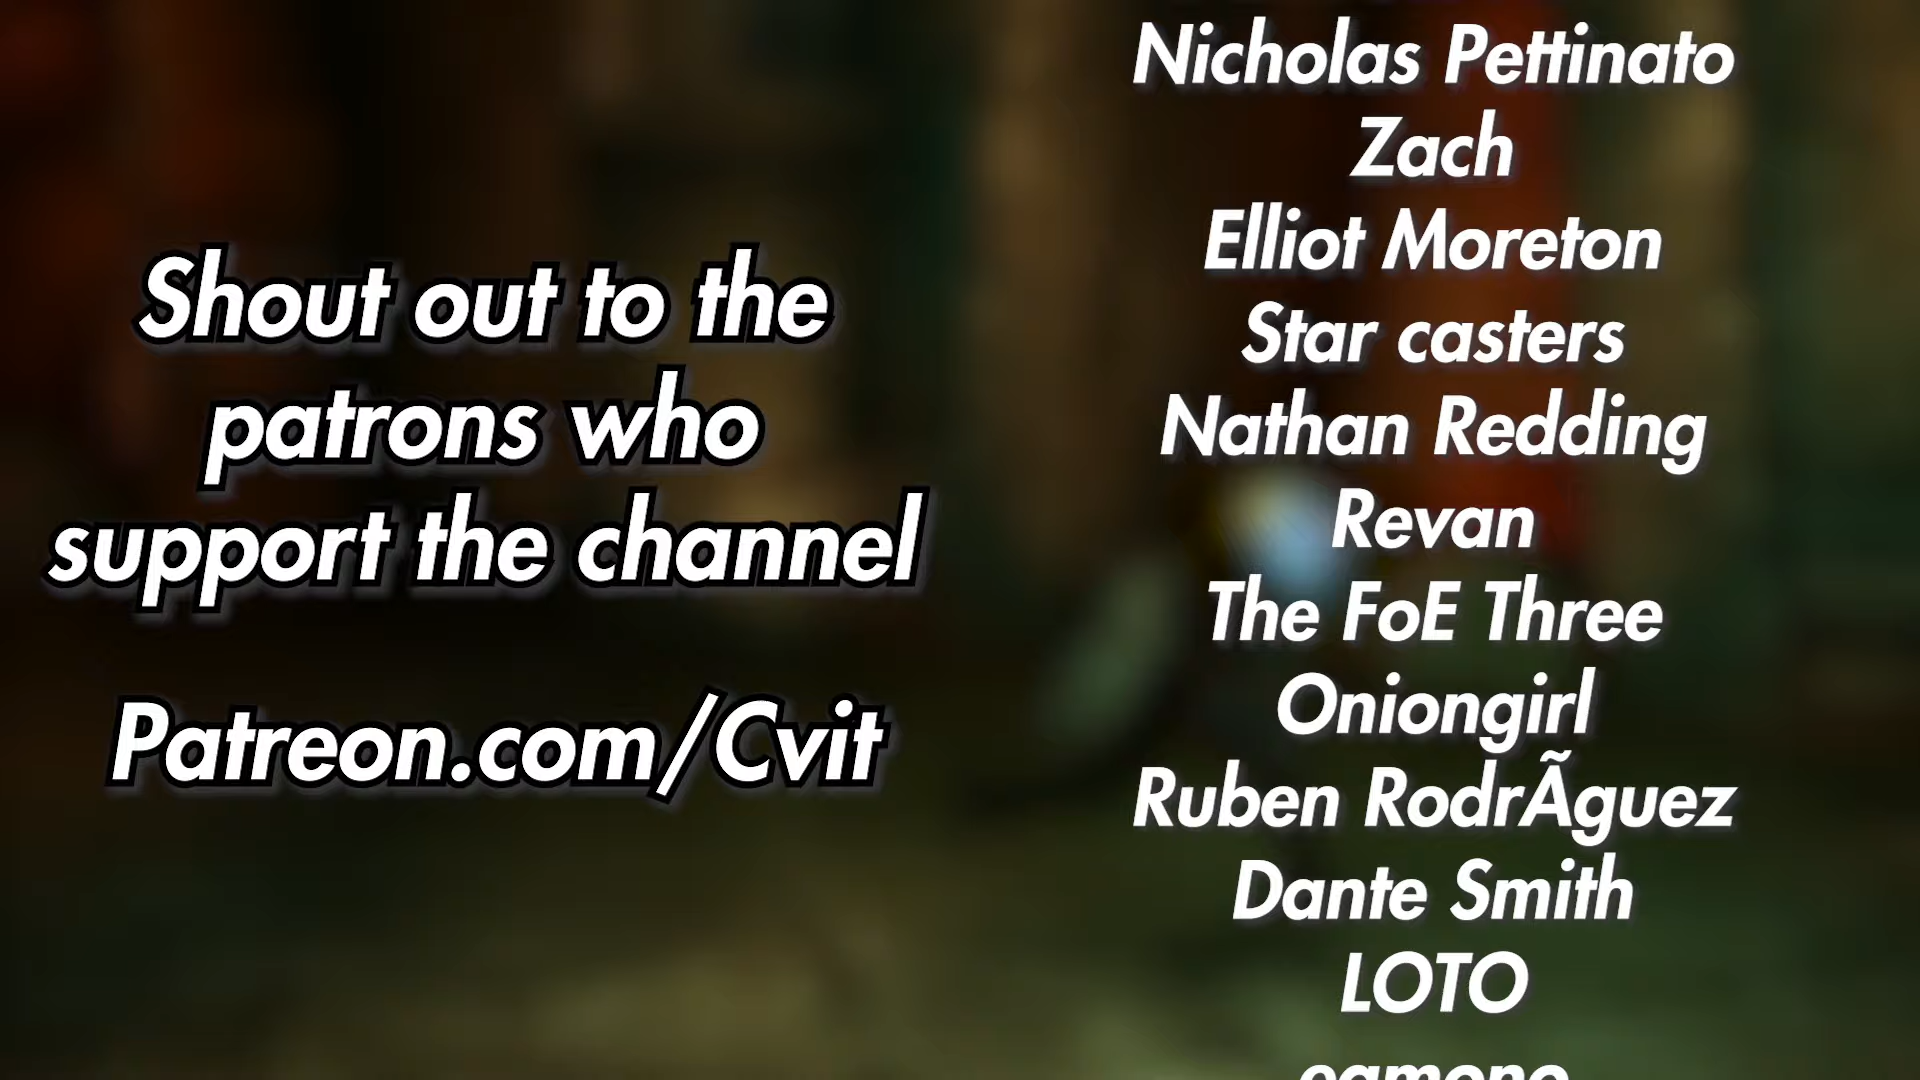 Shout out to the
patrons who
support the channel
Patreon.com/Cvit
Nicholas Pettinato
Zach
Elliot Moreton
Star casters
Nathan Redding
Revan
The FoE Three
Oniongirl
Ruben RodrÃguez
Dante Smith
LOTO